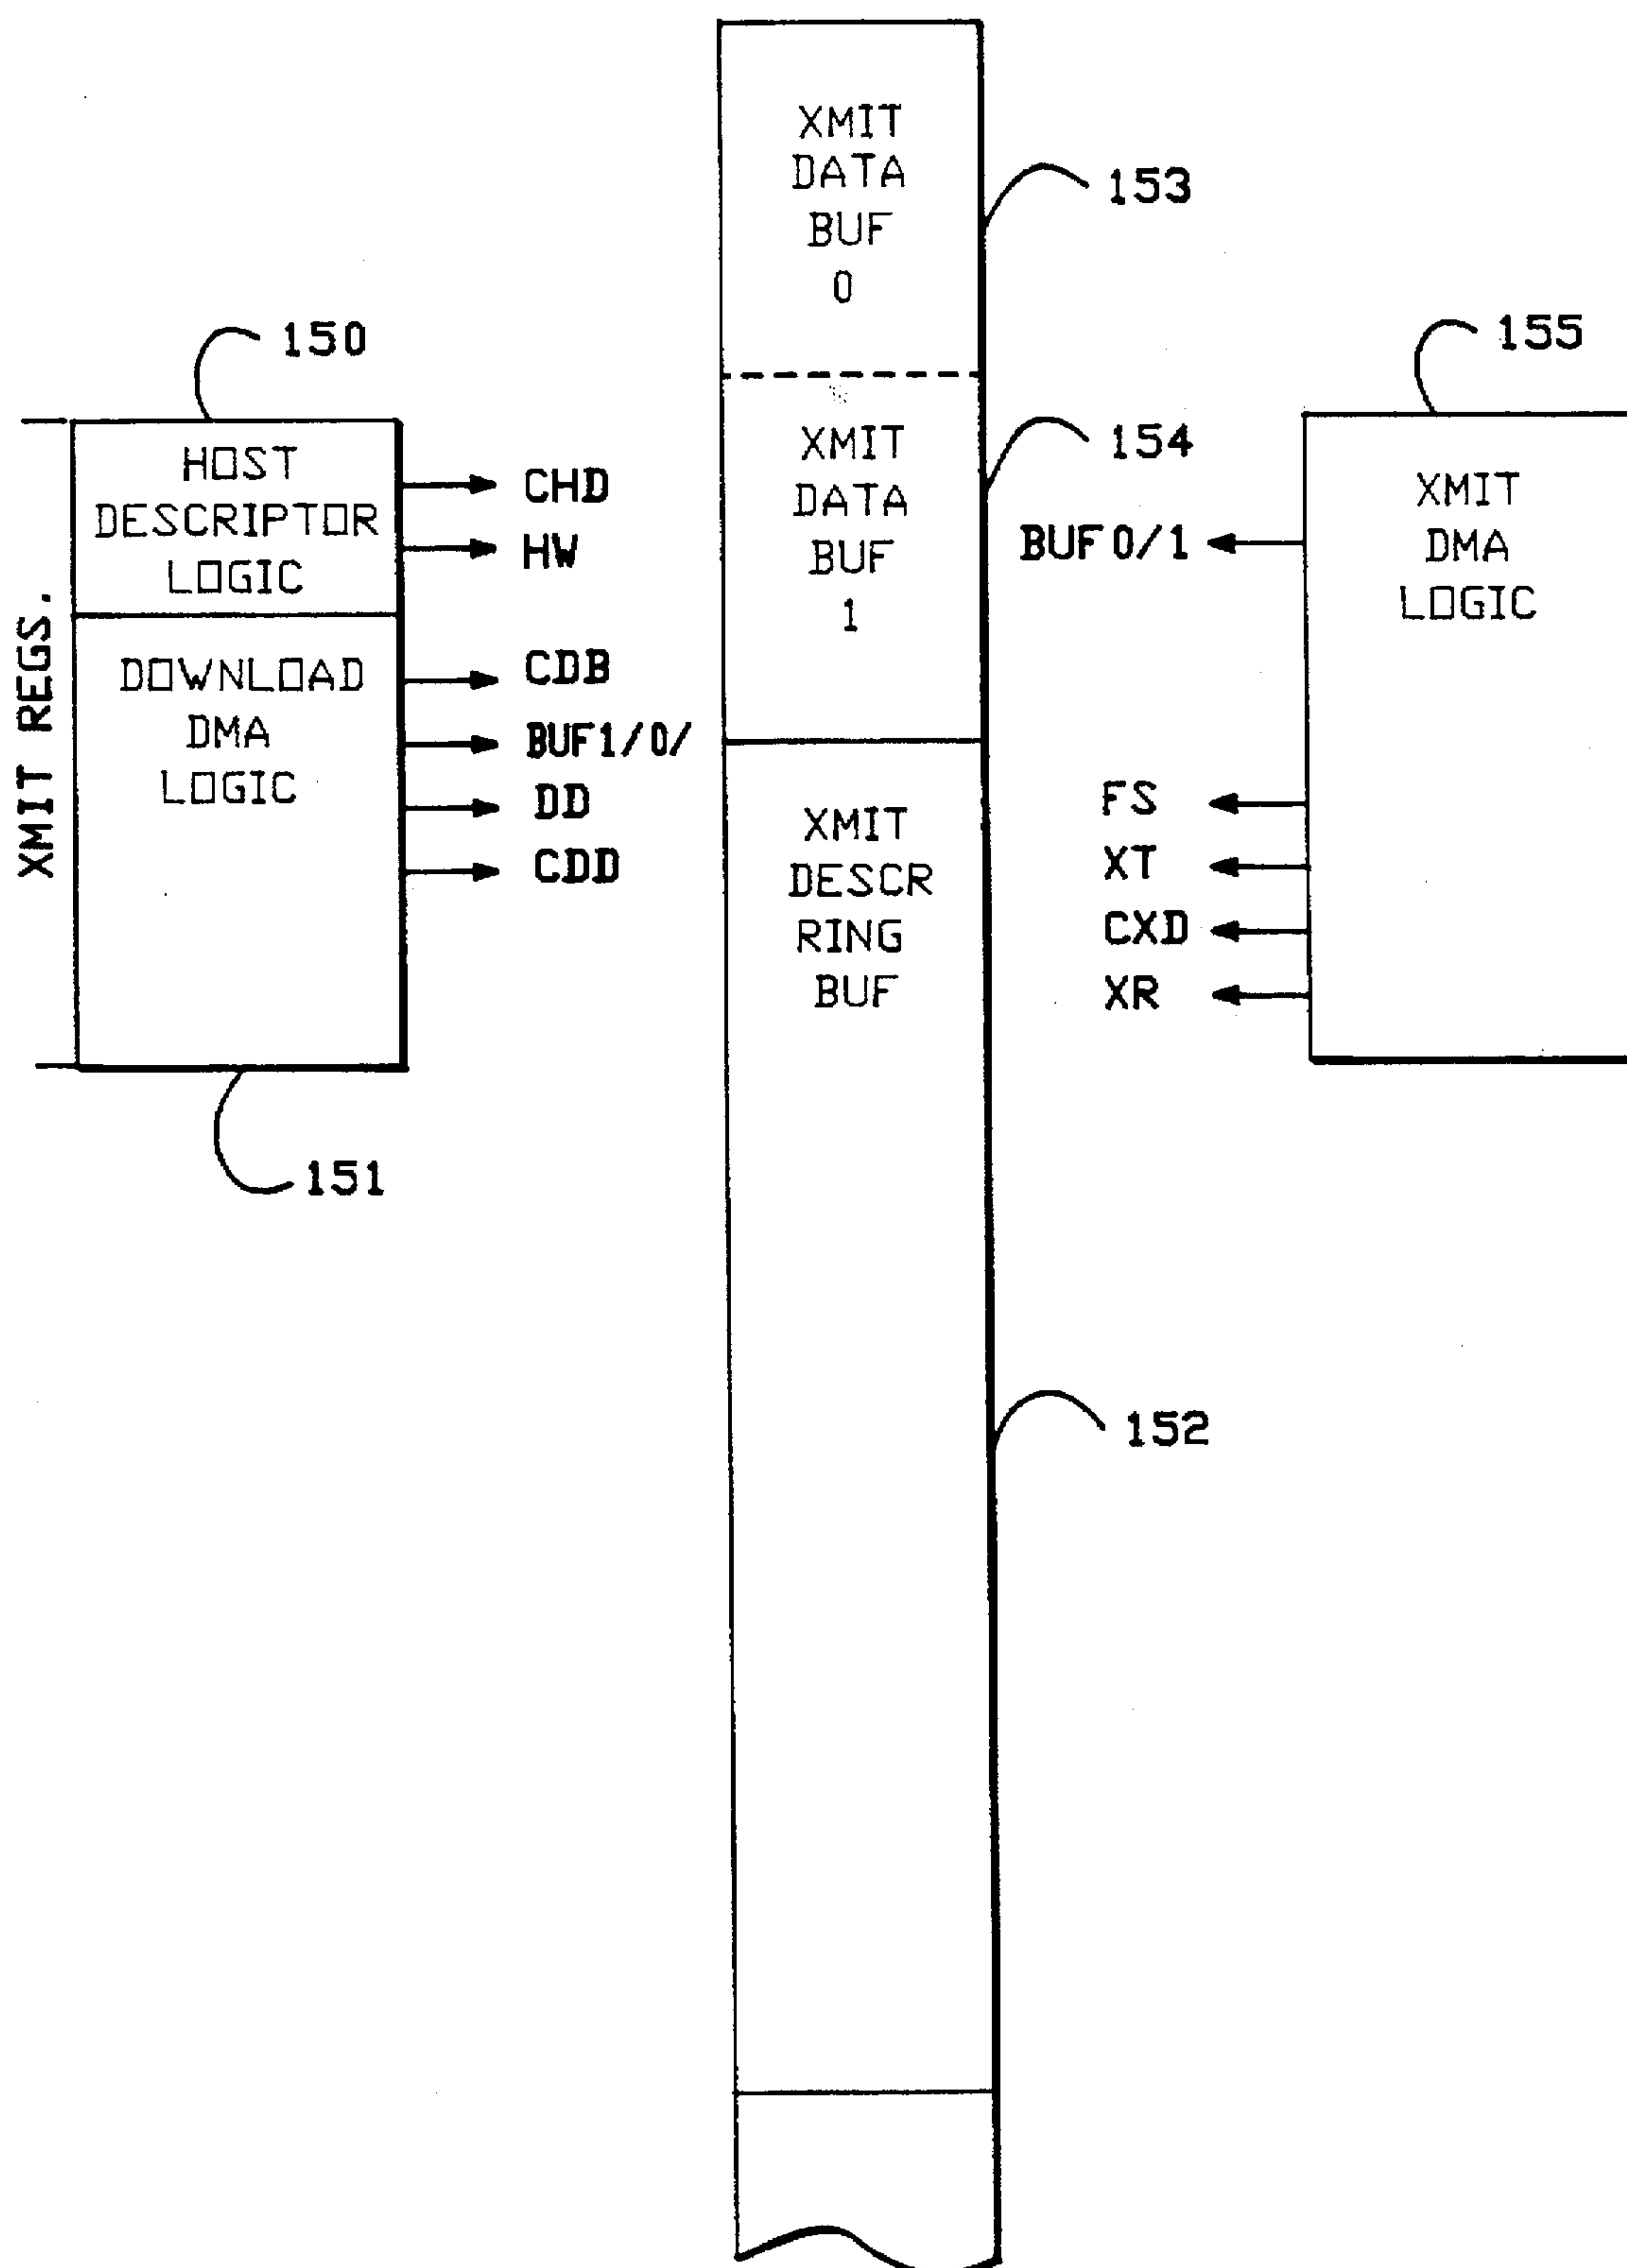 XMIT
DATA
BUF
0
153
XMIT
DATA
BUF
1
154
XMIT
DESCR
RING
BUF
152
150
HOST
DESCRIPTOR
LOGIC
CHD
HW
DOWNLOAD
DMA
LOGIC
CDB
BUF1/0/
DD
CDD
XMIT REGS.
151
155
XMIT
DMA
LOGIC
BUF0/1
FS
XT
CXD
XR